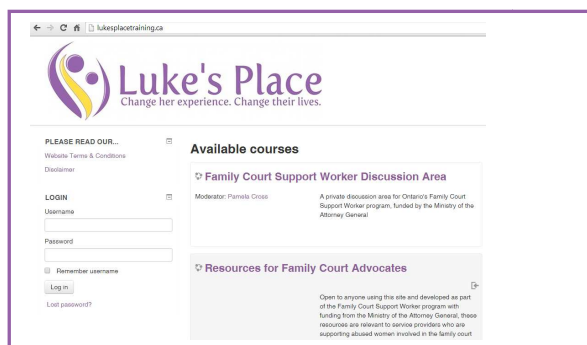 lukesplacetraining.ca
Luke's Place
Change her experience. Change their lives.
PLEASE READ OUR...
Website Terms & Conditions
Disclaimer
LOGIN
Username
Password
Remember username
Log in
Lost password?
Available courses
Family Court Support Worker Discussion Area
Moderator: Pamela Cross
A private discussion area for Ontario's Family Court
Support Worker program, funded by the Ministry of the
Attorney General
Resources for Family Court Advocates
Open to anyone using this site and developed as part
of the Family Court Support Worker program with
funding from the Ministry of the Attorney General, these
resources are relevant to service providers who are
supporting abused women involved in the family court